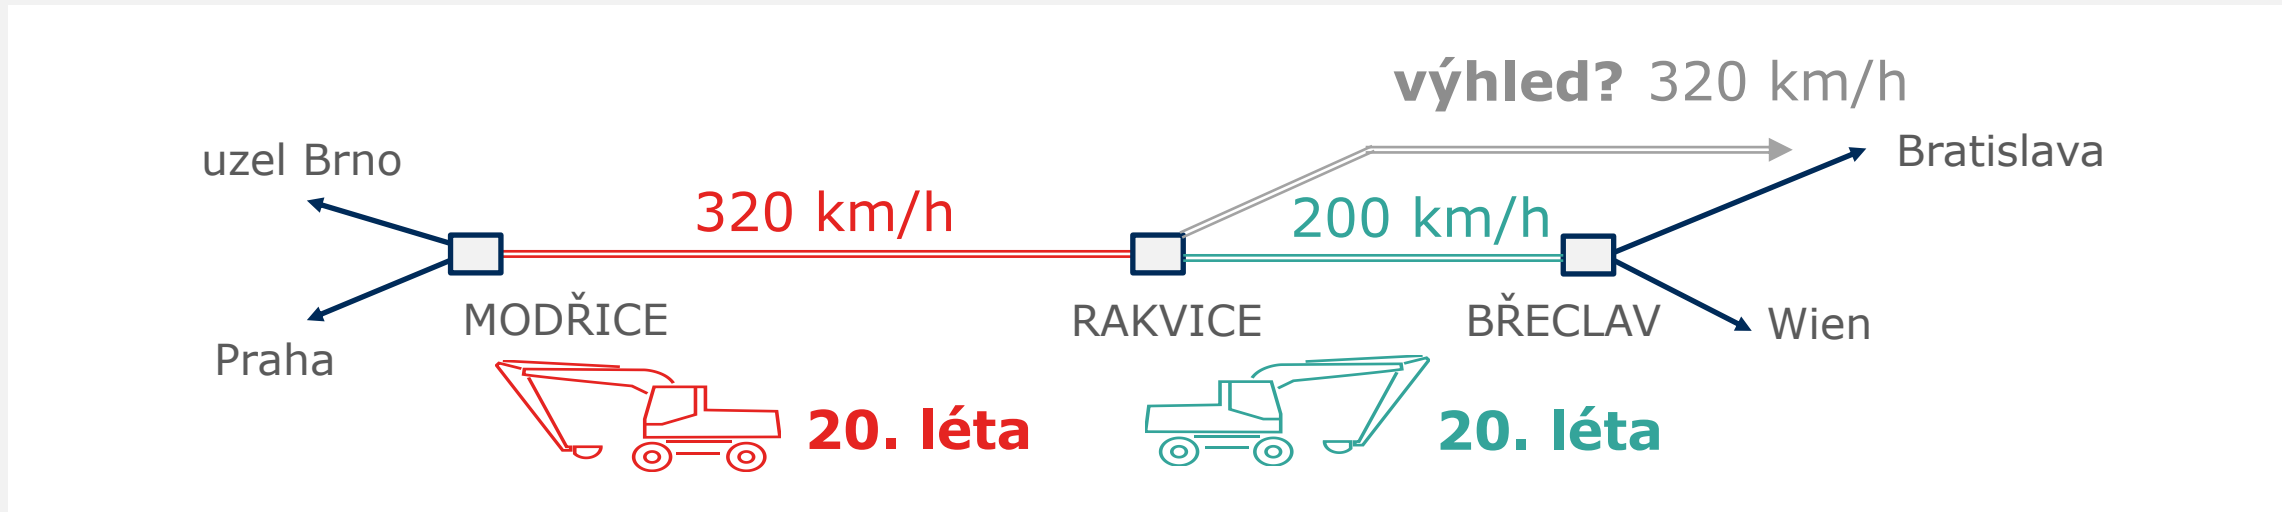 výhled? 320 km/h
uzel Brno
Bratislava
320 km/h
200 km/h
MODŘICE
RAKVICE
BŘECLAV
Wien
Praha
20. léta
20. léta